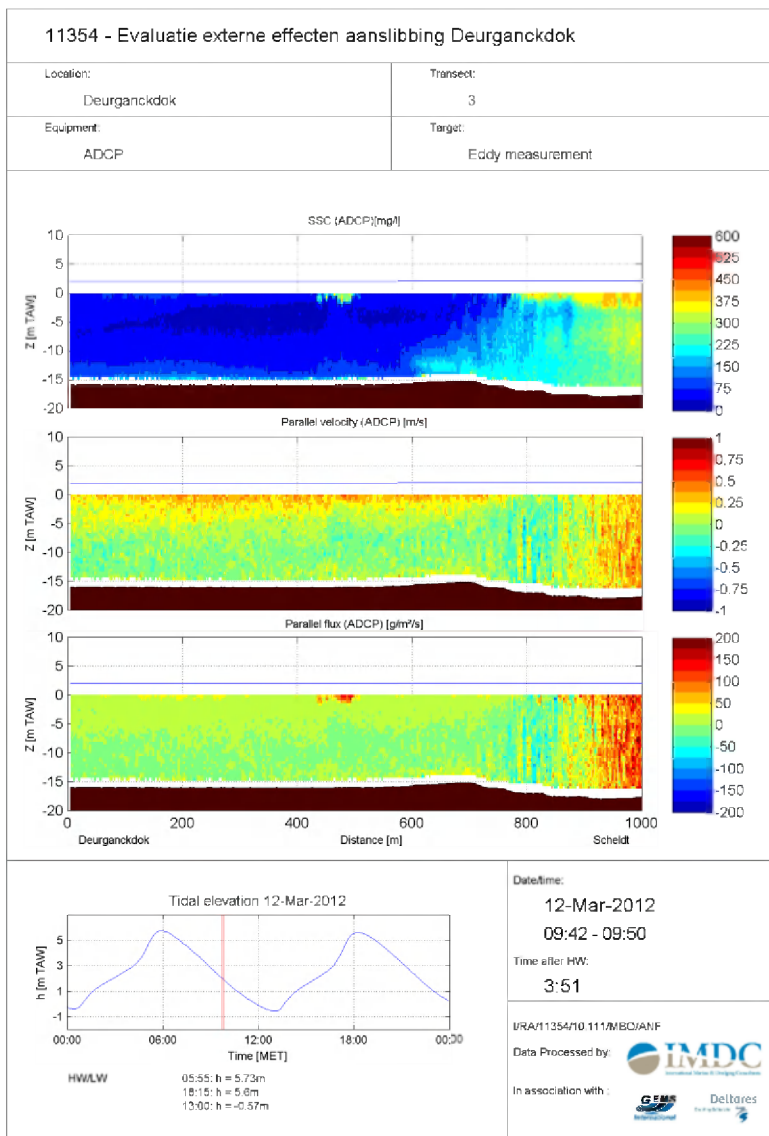 11354 - Evaluatie externe effecten aanslibbing Deurganckdok
Location:
Deurganckdok
Transect:
3
Equipment:
ADCP
Target:
Eddy measurement
SSC (ADCP)[mg/l]
10
5
0
-5
-10
-15
-20
Z [m TAW]
600
525
450
375
300
225
150
75
0
Parallel velocity (ADCP) [m/s]
10
5
0
-5
-10
-15
-20
Z [m TAW]
1
0.75
0.5
0.25
0
-0.25
-0.5
-0.75
-1
Parallel flux (ADCP) [g/m²/s]
10
5
0
-5
-10
-15
-20
Z [m TAW]
200
150
100
50
0
-50
-100
-150
-200
0 200 400 600 800 1000
Deurganckdok Distance [m] Scheldt
Tidal elevation 12-Mar-2012
h [m TAW]
5
3
1
-1
00:00 06:00 12:00 18:00 00:00
Time [MET]
HW/LW
05:55: h = 5.73m
18:15: h = 5.6m
13:00: h = -0.57m
Date/time:
12-Mar-2012
09:42 - 09:50
Time after HW:
3:51
I/RA/11354/10.111/MBO/ANF
Data Processed by:
IMDC
In association with :
GEMS
International
Deltares